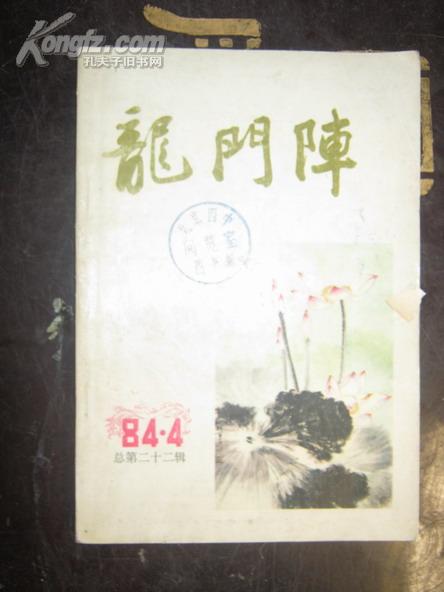 Kongfz.com
孔夫子旧书网
龍門陣
84·4
总第二十二辑